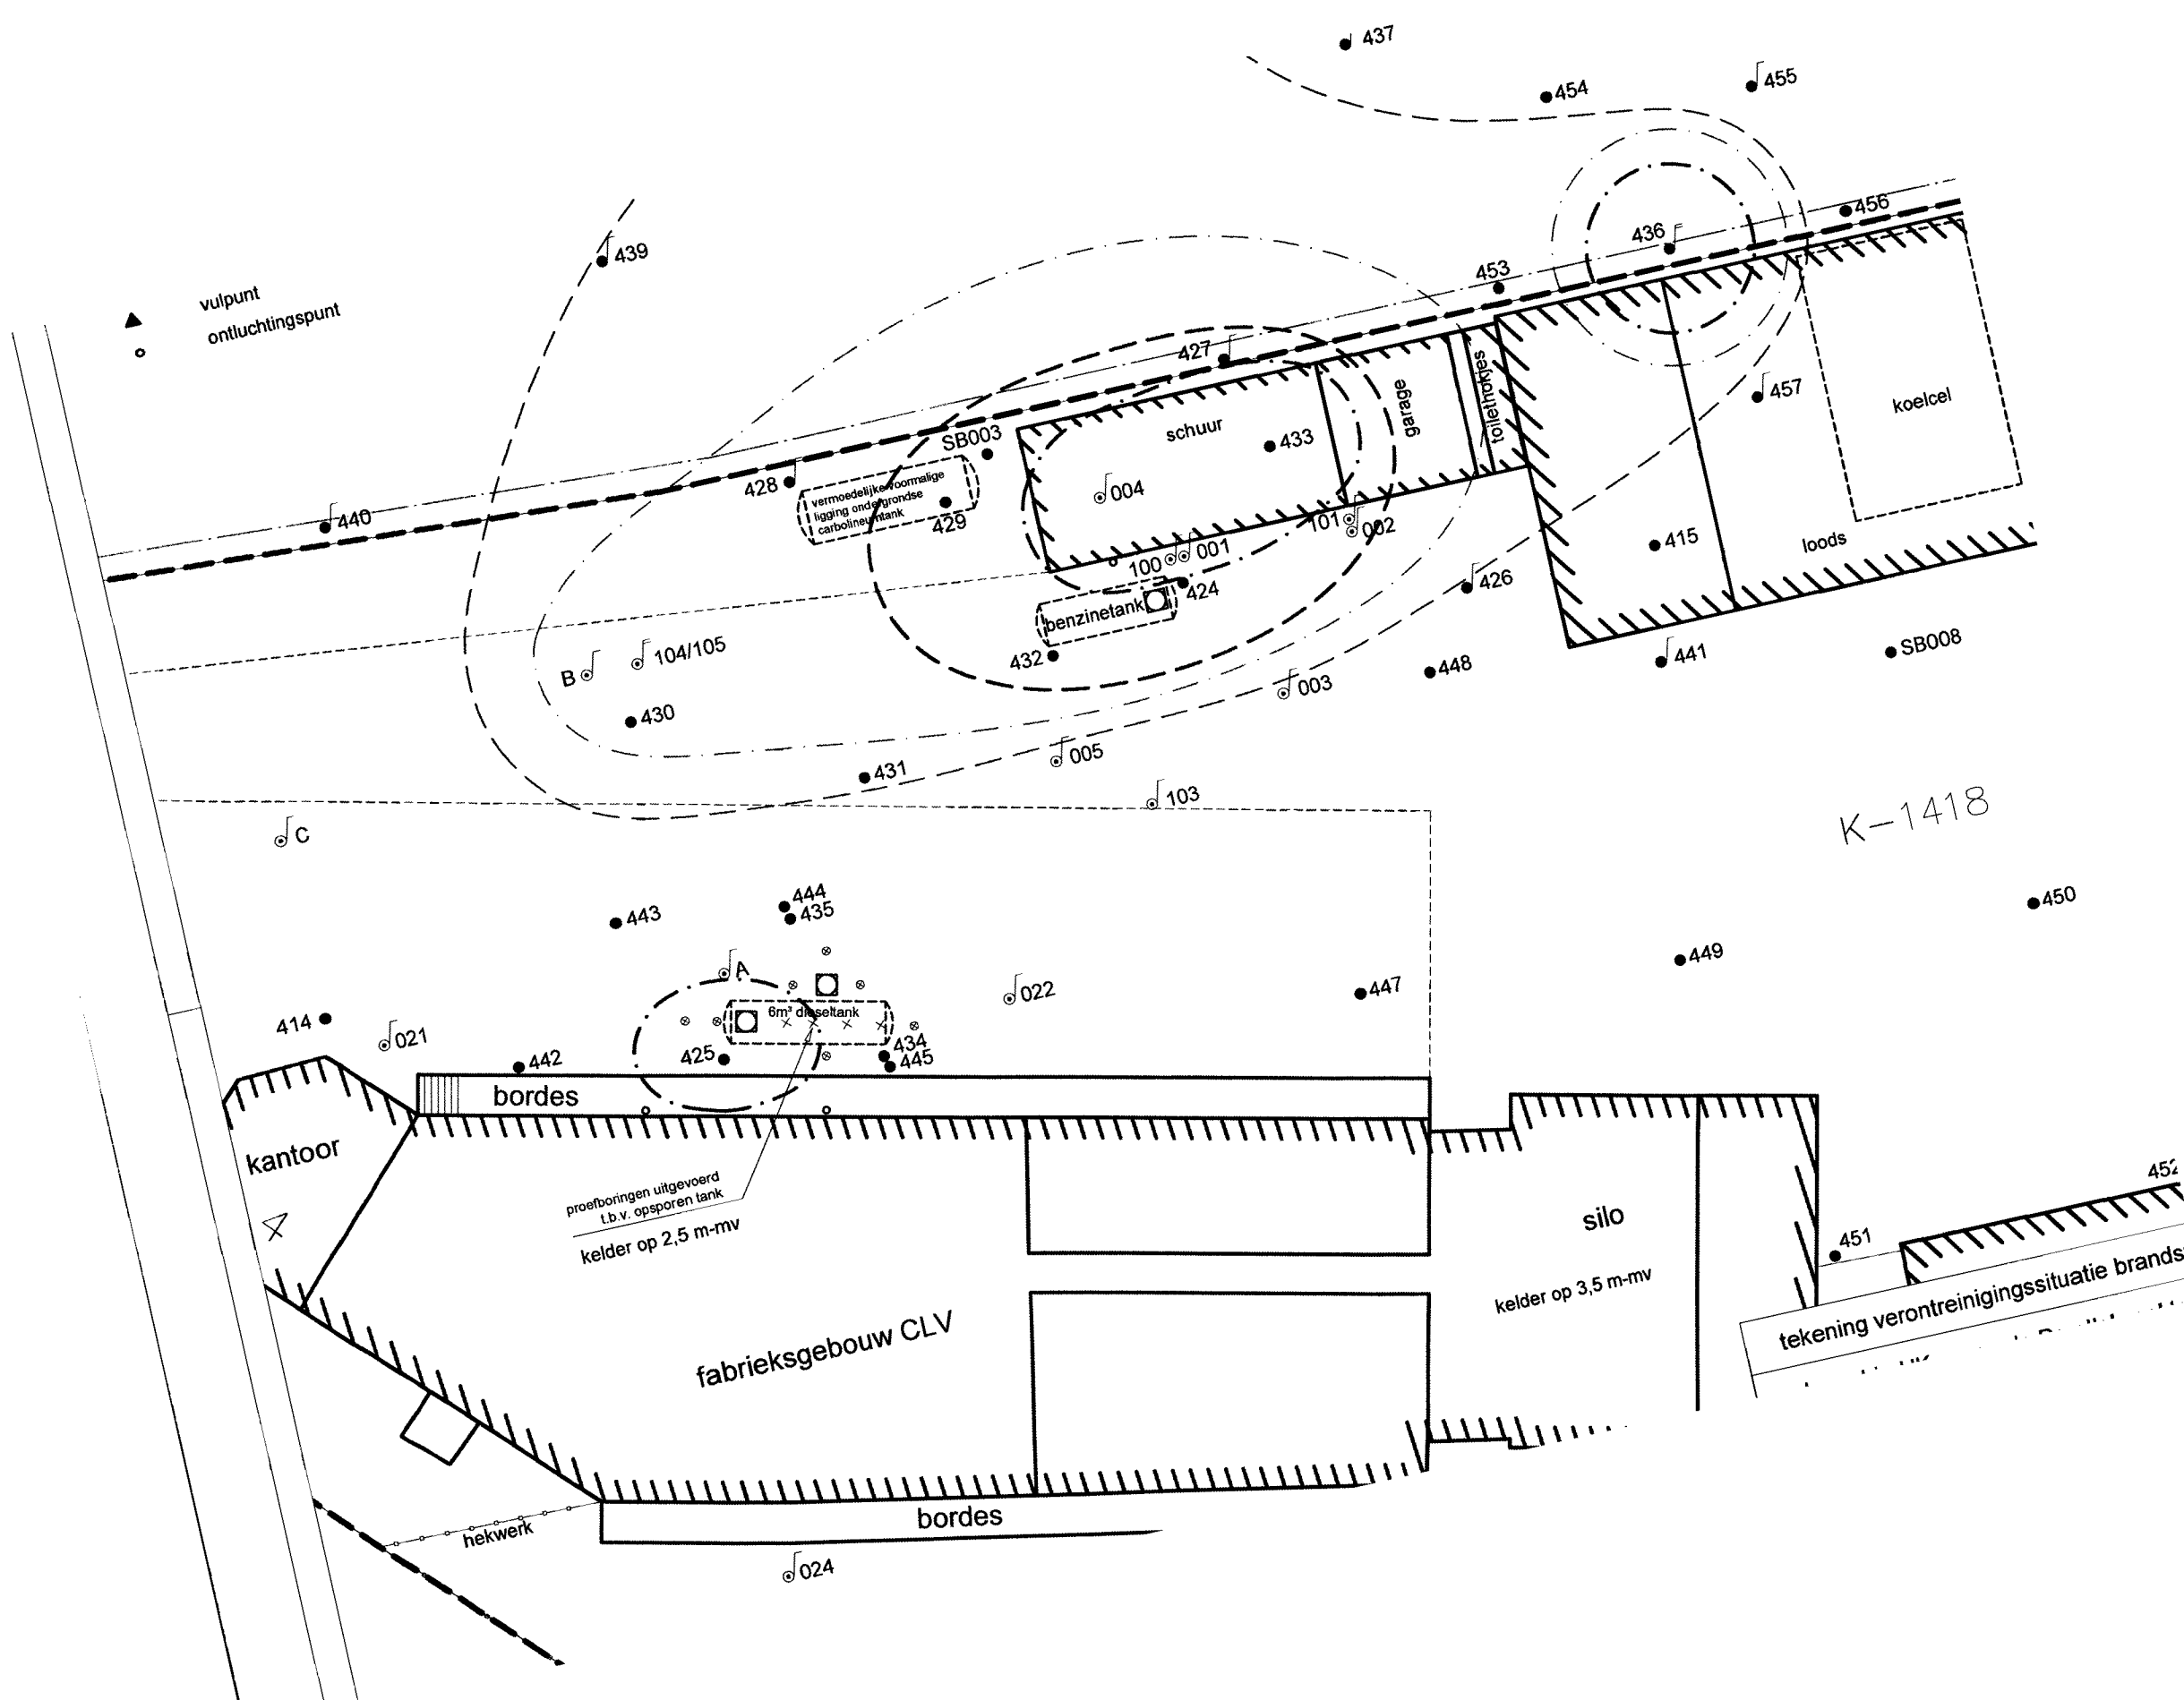 437
454
455
439
vulpunt
ontluchtingspunt
456
436
453
427
SB003
428
440
vermoedelijke voormalige
ligging ondergrondse
carbolineumtank
429
schuur
433
garage
toilethokjes
457
koelcel
004
101
002
415
loods
100
001
424
benzinetank
426
432
448
441
SB008
B
104/105
003
430
005
431
103
C
K-1418
443
444
435
450
449
A
022
447
414
021
6m³ dieseltank
442
425
434
445
bordes
kantoor
proefboringen uitgevoerd
t.b.v. opsporen tank
kelder op 2,5 m-mv
silo
452
451
kelder op 3,5 m-mv
fabrieksgebouw CLV
tekening verontreinigingssituatie brands
hekwerk
bordes
024